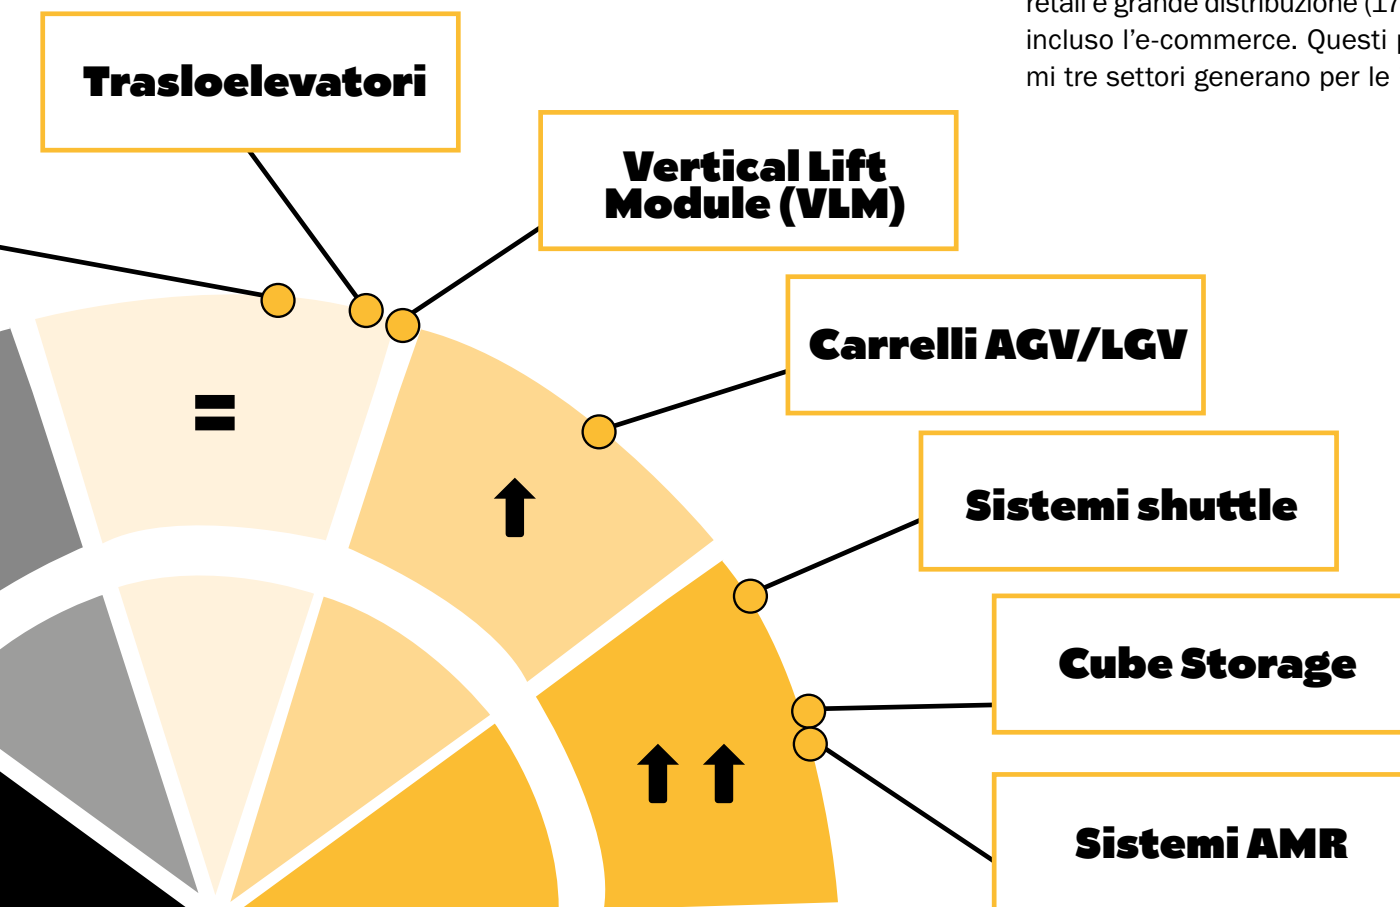 retail e grande distribuzione (17
incluso l’e-commerce. Questi
mi tre settori generano per le
Trasloelevatori
Vertical Lift
Module (VLM)
Carrelli AGV/LGV
=
Sistemi shuttle
Cube Storage
Sistemi AMR